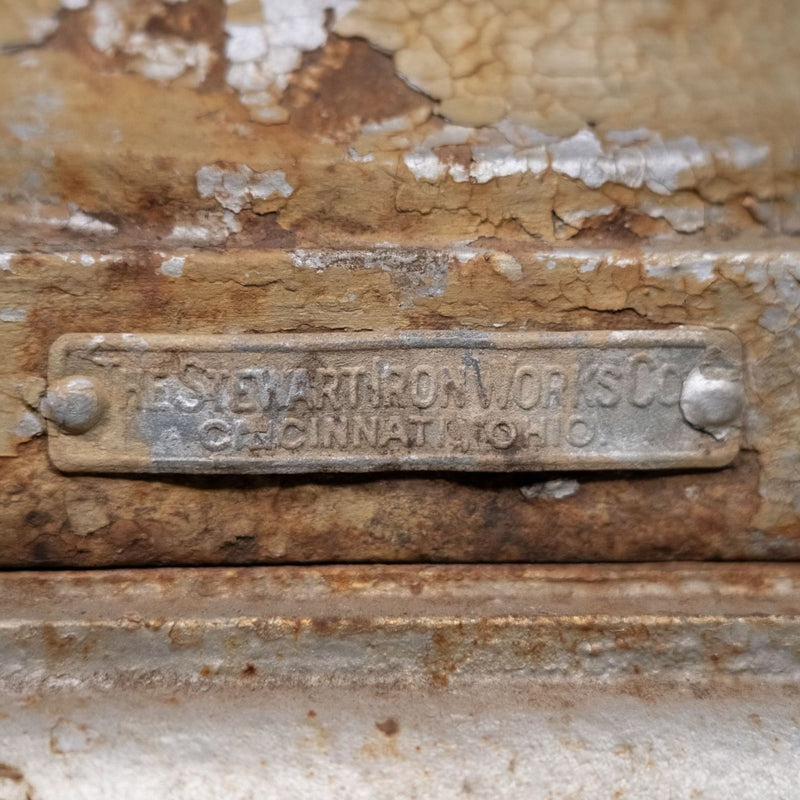 THE STEWART IRON WORKS CO
CINCINNATI, OHIO.